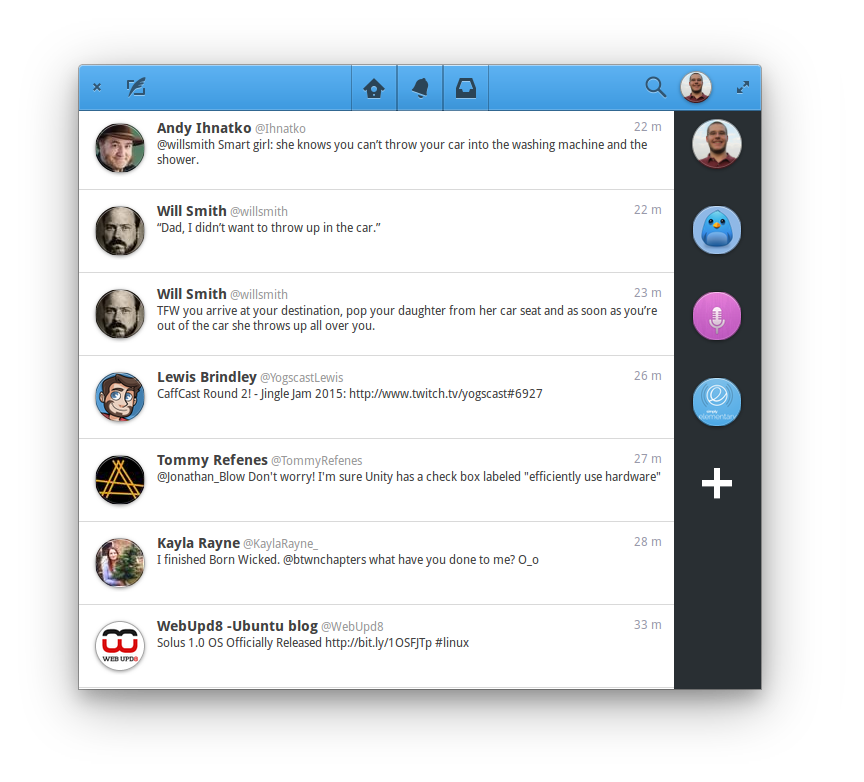 Andy Ihnatko @Ihnatko 22 m
@willsmith Smart girl: she knows you can’t throw your car into the washing machine and the
shower.
Will Smith @willsmith 22 m
“Dad, I didn’t want to throw up in the car.”
Will Smith @willsmith 23 m
TFW you arrive at your destination, pop your daughter from her car seat and as soon as you’re
out of the car she throws up all over you.
Lewis Brindley @YogscastLewis 26 m
CaffCast Round 2! - Jingle Jam 2015: http://www.twitch.tv/yogscast#6927
Tommy Refenes @TommyRefenes 27 m
@Jonathan_Blow Don't worry! I'm sure Unity has a check box labeled "efficiently use hardware"
Kayla Rayne @KaylaRayne_ 28 m
I finished Born Wicked. @btwnchapters what have you done to me? O_o
WebUpd8 -Ubuntu blog @WebUpd8 33 m
Solus 1.0 OS Officially Released http://bit.ly/1OSFJTp #linux
WEB UPD8